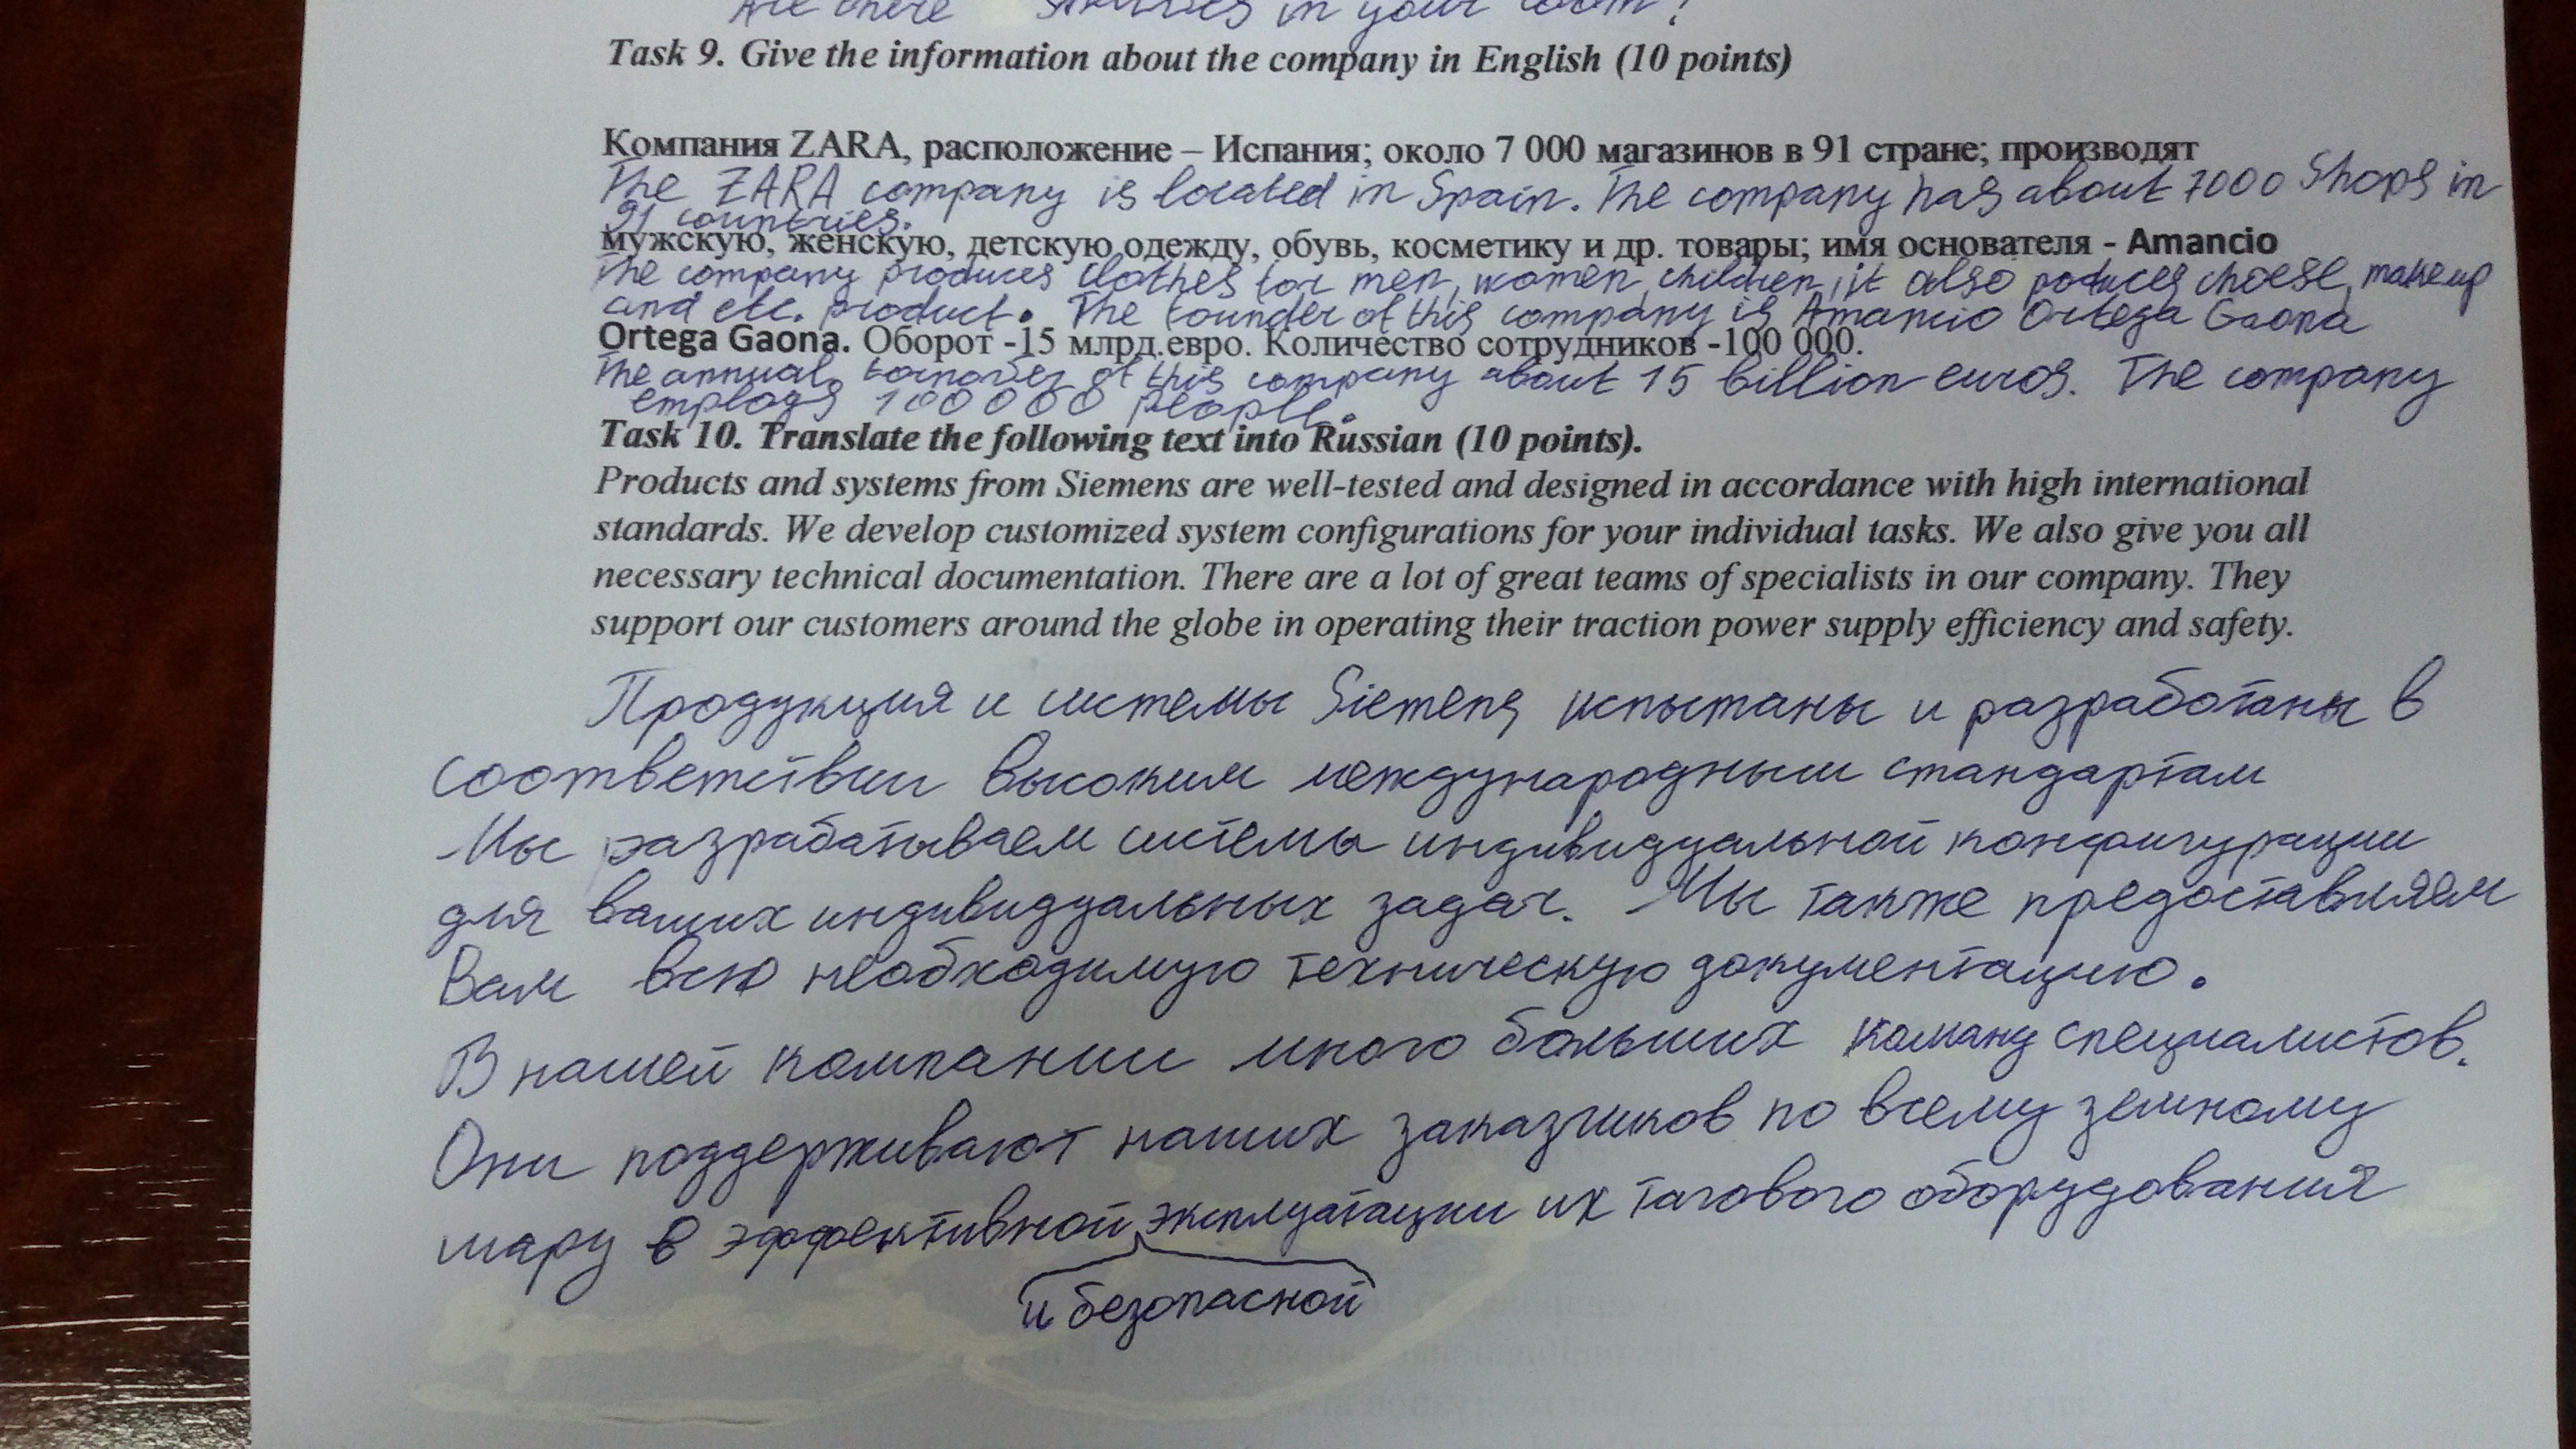 Are there in your room?
Task 9. Give the information about the company in English (10 points)
Компания ZARA, расположение – Испания; около 7 000 магазинов в 91 стране; производят
The ZARA company is located in Spain. The company has about 7000 shops in
91 countries.
мужскую, женскую, детскую одежду, обувь, косметику и др. товары; имя основателя - Amancio
The company produces clothes for men, women, children, it also poduces choese, makeup
and etc. product. The founder of this company is Amancio Ortega Gaona
Ortega Gaona. Оборот -15 млрд.евро. Количество сотрудников -100 000.
The annual tornover of this company about 15 billion euros. The company
employs 100 000 people.
Task 10. Translate the following text into Russian (10 points).
Products and systems from Siemens are well-tested and designed in accordance with high international
standards. We develop customized system configurations for your individual tasks. We also give you all
necessary technical documentation. There are a lot of great teams of specialists in our company. They
support our customers around the globe in operating their traction power supply efficiency and safety.
Продукция и системы Siemens испытаны и разработаны в
соответствии высоким международным стандартам
Мы разрабатываем системы индивидуальной конфигурации
для ваших индивидуальных задач. Мы также предоставляем
Вам всю необходимую техническую документацию.
В нашей компании много больших команд специалистов.
Они поддерживают наших заказчиков по всему земному
шару в эффективной эксплуатации их тягового оборудования
и безопасной